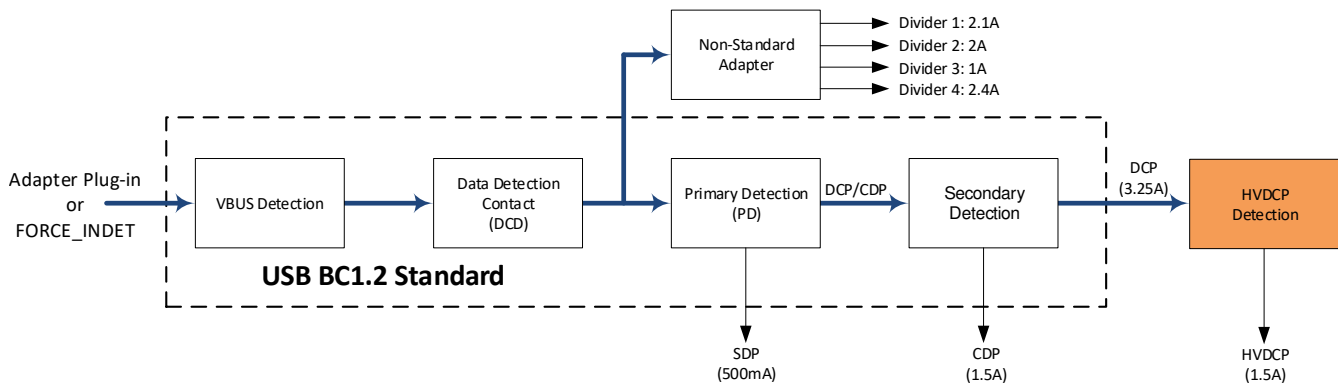 Non-Standard
Adapter
Divider 1: 2.1A
Divider 2: 2A
Divider 3: 1A
Divider 4: 2.4A
Adapter Plug-in
or
FORCE_INDET
VBUS Detection
Data Detection
Contact
(DCD)
Primary Detection
(PD)
DCP/CDP
Secondary
Detection
DCP
(3.25A)
HVDCP
Detection
USB BC1.2 Standard
SDP
(500mA)
CDP
(1.5A)
HVDCP
(1.5A)